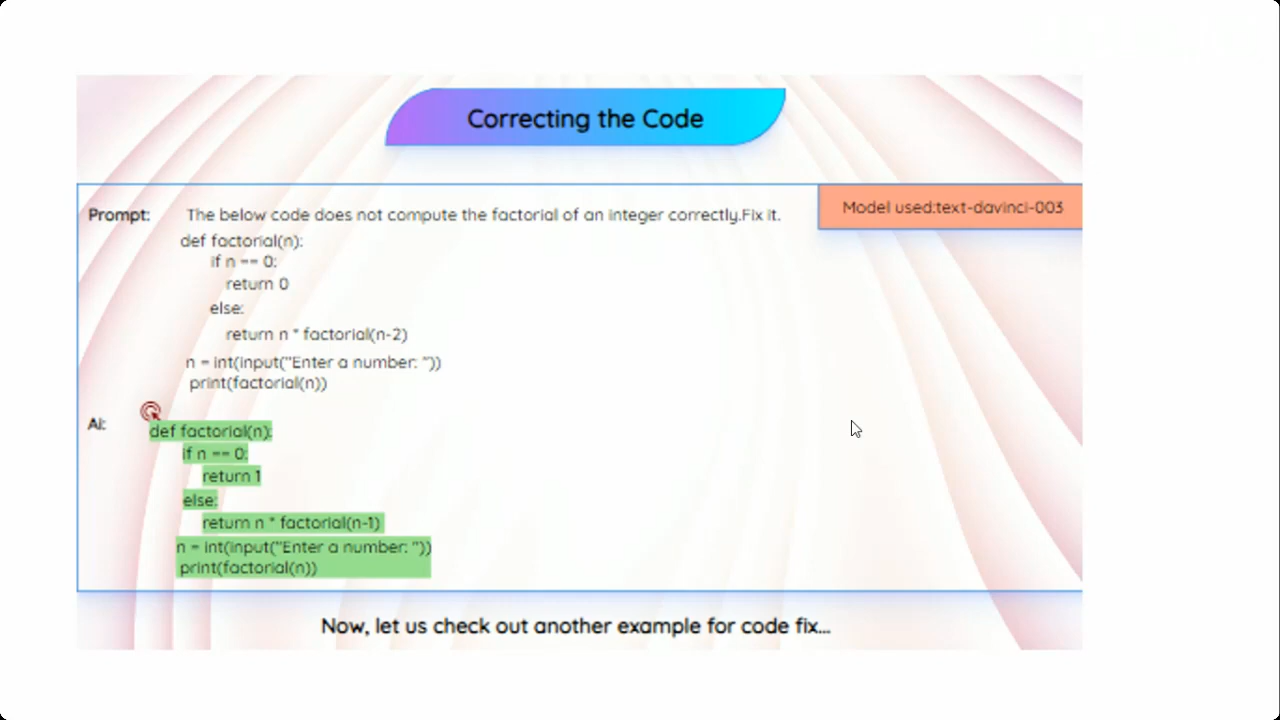 Correcting the Code
Model used:text-davinci-003
Prompt: The below code does not compute the factorial of an integer correctly.Fix it.
def factorial(n):
if n == 0:
return 0
else:
return n * factorial(n-2)
n = int(input("Enter a number: "))
print(factorial(n))
AI:
def factorial(n):
if n == 0:
return 1
else:
return n * factorial(n-1)
n = int(input("Enter a number: "))
print(factorial(n))
Now, let us check out another example for code fix...